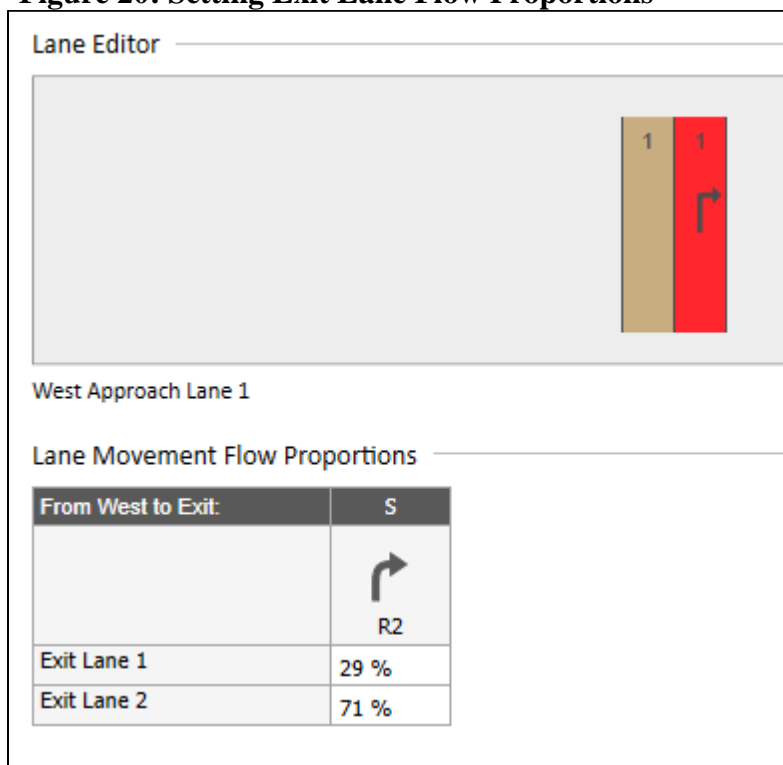 Figure 20: Setting Exit Lane Flow Proportions
Lane Editor
1 1
West Approach Lane 1
Lane Movement Flow Proportions
From West to Exit: S
R2
Exit Lane 1 29 %
Exit Lane 2 71 %